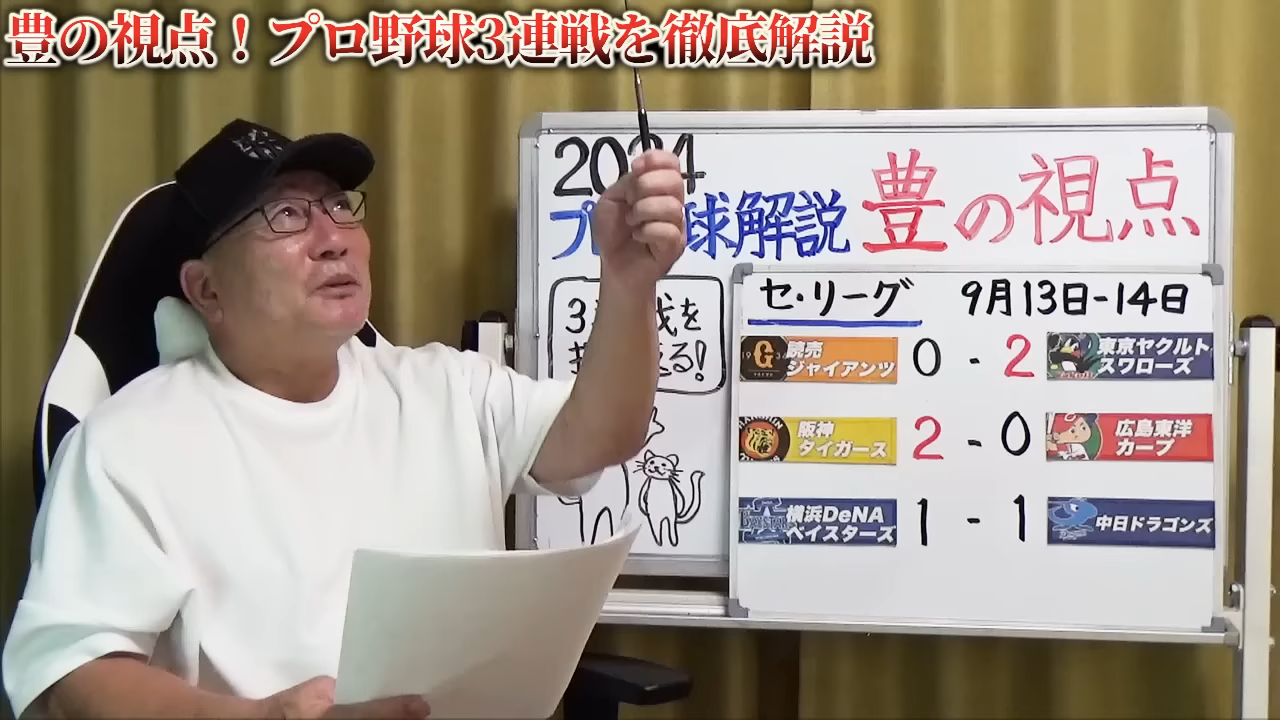 豊の視点!プロ野球3連戦を徹底解説
2024
プロ野球解説 豊の視点
セ・リーグ 9月13日-14日
読売
ジャイアンツ
0 - 2
東京ヤクルト
スワローズ
阪神
タイガース
2 - 0
広島東洋
カープ
横浜DeNA
ベイスターズ
1 - 1
中日ドラゴンズ